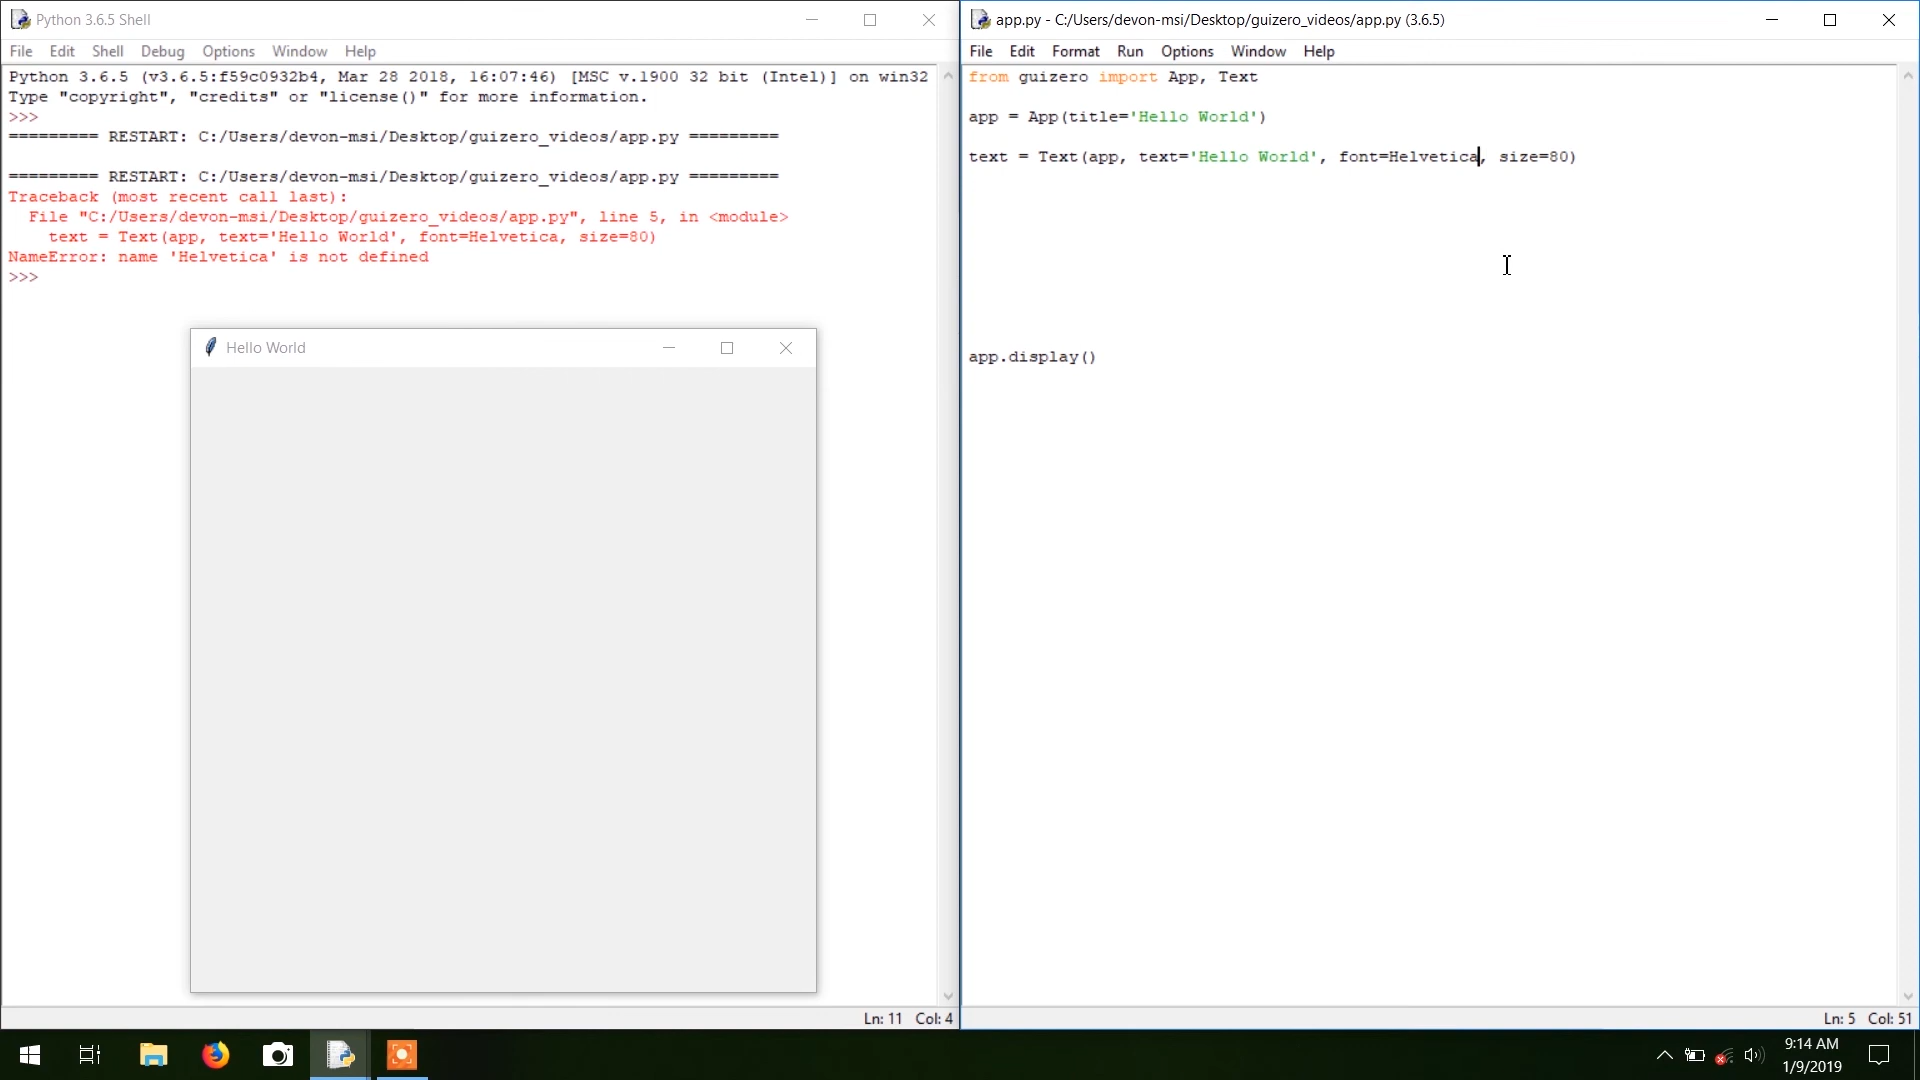 Python 3.6.5 Shell
File Edit Shell Debug Options Window Help
Python 3.6.5 (v3.6.5:f59c0932b4, Mar 28 2018, 16:07:46) [MSC v.1900 32 bit (Intel)] on win32
Type "copyright", "credits" or "license()" for more information.
>>>
========= RESTART: C:/Users/devon-msi/Desktop/guizero_videos/app.py =========
========= RESTART: C:/Users/devon-msi/Desktop/guizero_videos/app.py =========
Traceback (most recent call last):
  File "C:/Users/devon-msi/Desktop/guizero_videos/app.py", line 5, in <module>
    text = Text(app, text='Hello World', font=Helvetica, size=80)
NameError: name 'Helvetica' is not defined
>>>
Hello World
Ln: 11 Col: 4
app.py - C:/Users/devon-msi/Desktop/guizero_videos/app.py (3.6.5)
File Edit Format Run Options Window Help
from guizero import App, Text
app = App(title='Hello World')
text = Text(app, text='Hello World', font=Helvetica, size=80)
app.display()
Ln: 5 Col: 51
9:14 AM
1/9/2019